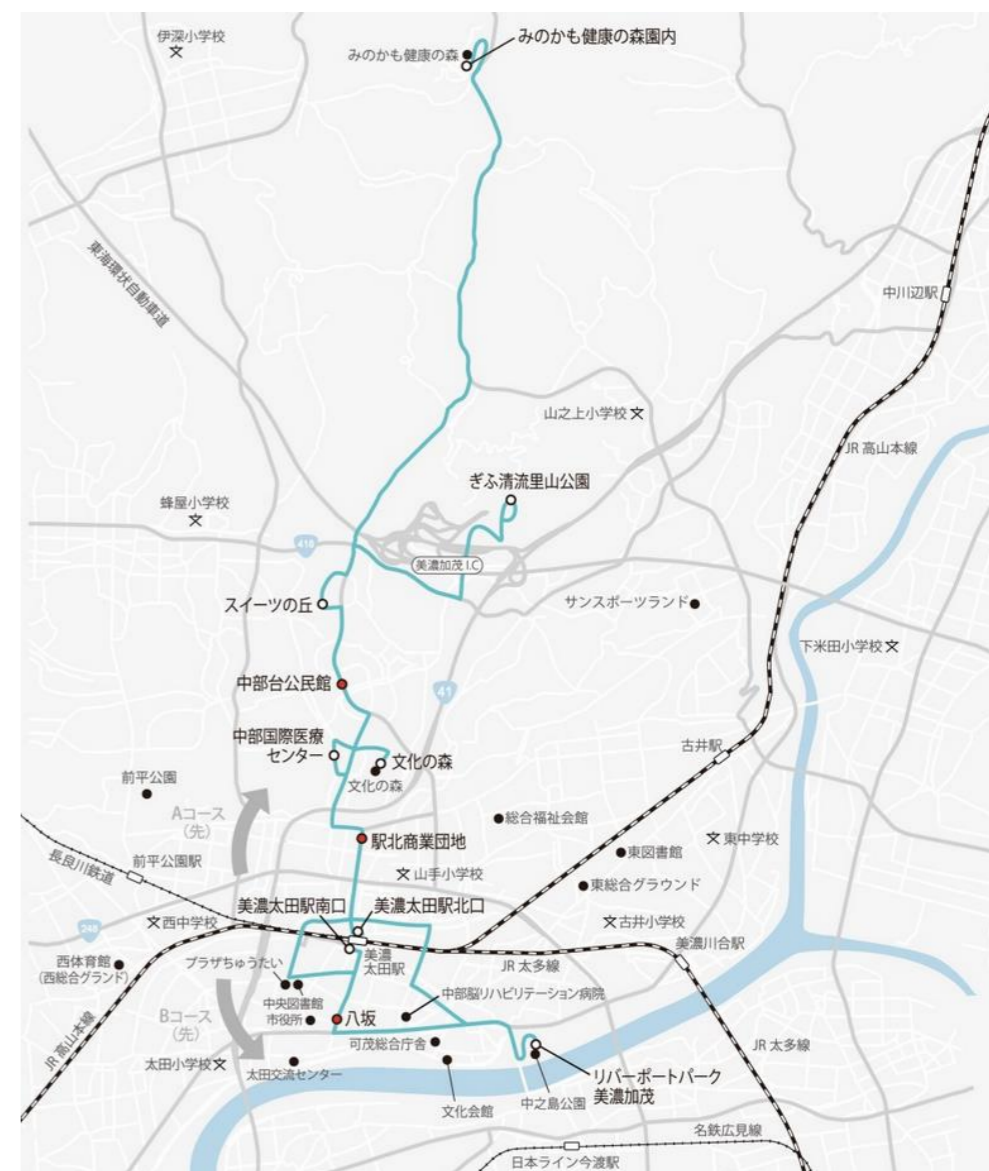 伊深小学校
みのかも健康の森
みのかも健康の森園内
東海環状自動車道
中川辺駅
山之上小学校
JR 高山本線
ぎふ清流里山公園
蜂屋小学校
418
美濃加茂 I.C
スイーツの丘
サンスポーツランド
下米田小学校
中部台公民館
41
中部国際医療
センター
文化の森
文化の森
古井駅
前平公園
Aコース
(先)
総合福祉会館
駅北商業団地
東図書館
東中学校
長良川鉄道
前平公園駅
山手小学校
東総合グラウンド
美濃太田駅南口
美濃太田駅北口
西中学校
古井小学校
248
美濃川合駅
西体育館
(西総合グランド)
プラザちゅうたい
美濃
太田駅
JR 太多線
中央図書館
中部脳リハビリテーション病院
市役所
八坂
Bコース
(先)
JR 高山本線
可茂総合庁舎
JR 太多線
太田小学校
太田交流センター
リバーポートパーク
美濃加茂
文化会館
中之島公園
名鉄広見線
日本ライン今渡駅